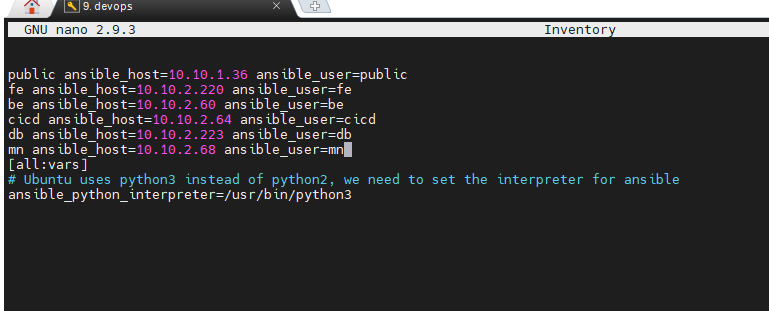 9. devops
GNU nano 2.9.3 Inventory
public ansible_host=10.10.1.36 ansible_user=public
fe ansible_host=10.10.2.220 ansible_user=fe
be ansible_host=10.10.2.60 ansible_user=be
cicd ansible_host=10.10.2.64 ansible_user=cicd
db ansible_host=10.10.2.223 ansible_user=db
mn ansible_host=10.10.2.68 ansible_user=mn
[all:vars]
# Ubuntu uses python3 instead of python2, we need to set the interpreter for ansible
ansible_python_interpreter=/usr/bin/python3